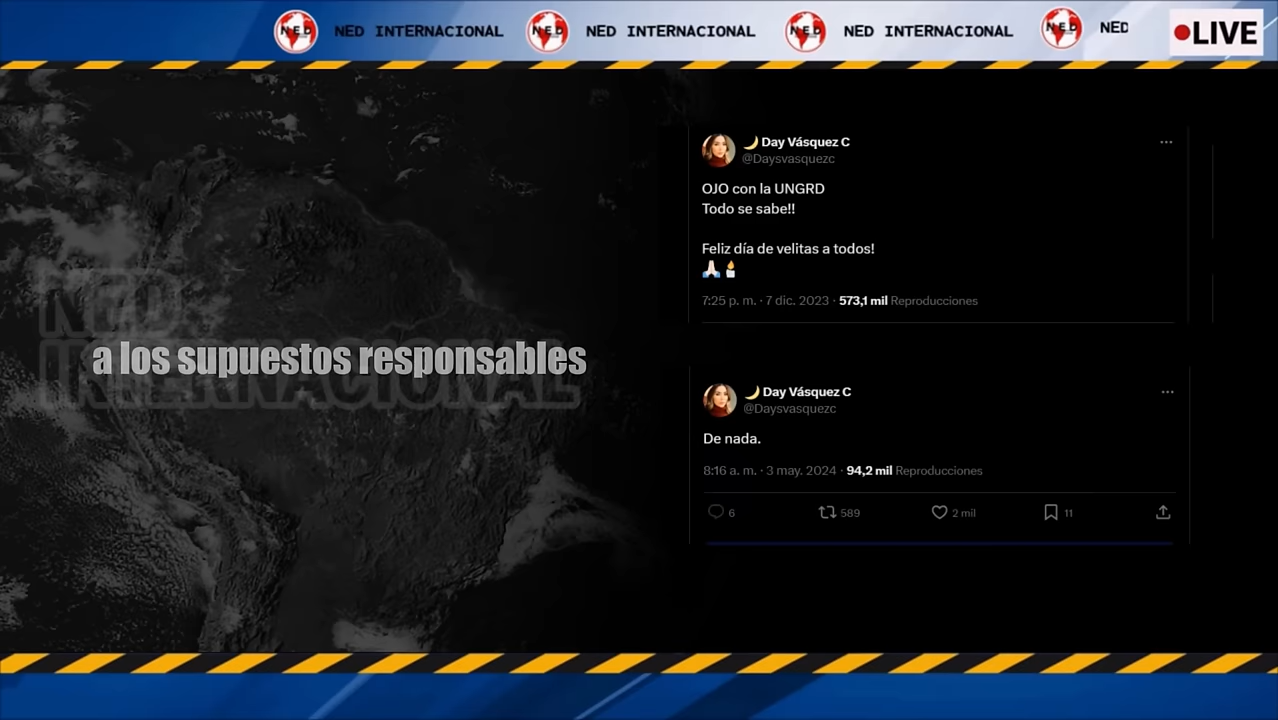 NED INTERNACIONAL NED INTERNACIONAL NED INTERNACIONAL NED
LIVE
NED
INTERNACIONAL
a los supuestos responsables
Day Vásquez C
@Daysvasquezc
OJO con la UNGRD
Todo se sabe!!
Feliz día de velitas a todos!
🙏🏻🕯️
7:25 p. m. · 7 dic. 2023 · 573,1 mil Reproducciones
Day Vásquez C
@Daysvasquezc
De nada.
8:16 a. m. · 3 may. 2024 · 94,2 mil Reproducciones
6 589 2 mil 11